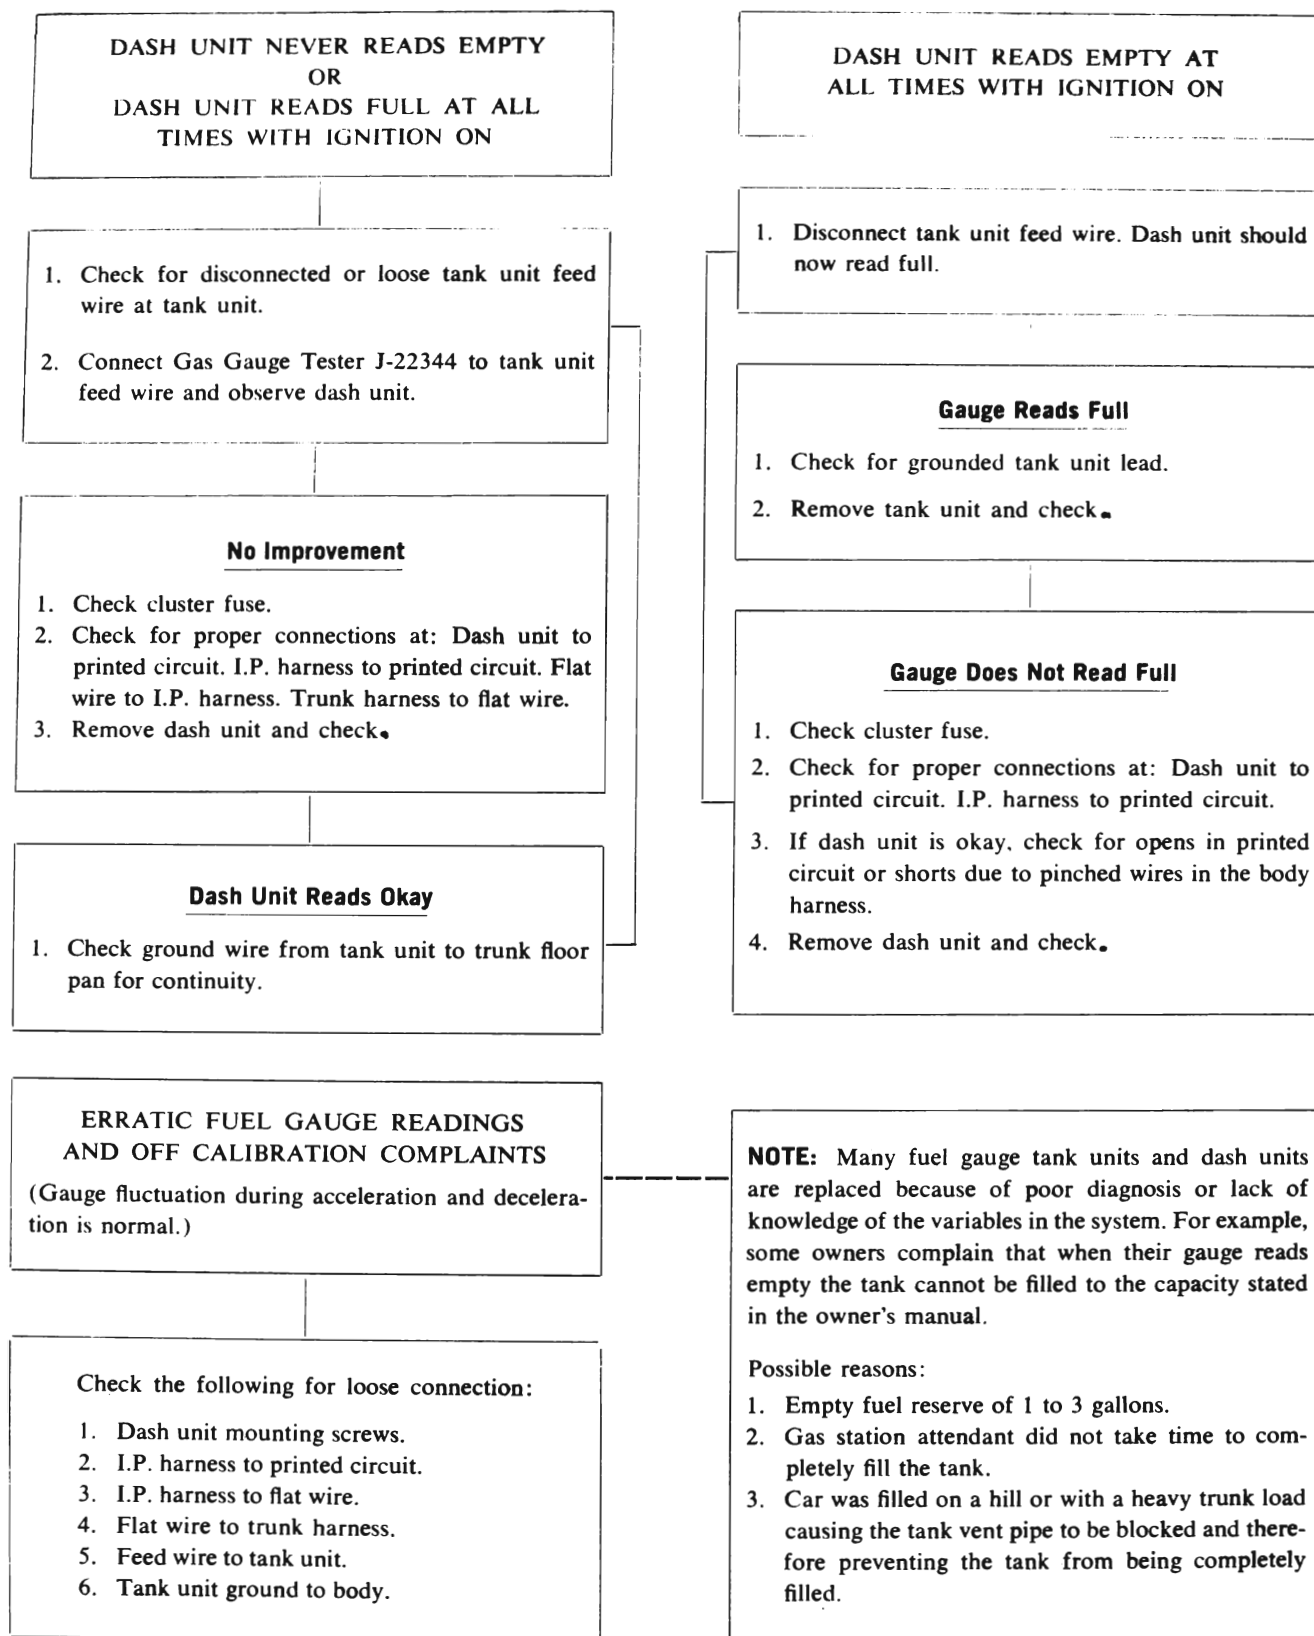 DASH UNIT NEVER READS EMPTY
OR
DASH UNIT READS FULL AT ALL
TIMES WITH IGNITION ON
1. Check for disconnected or loose tank unit feed
wire at tank unit.
2. Connect Gas Gauge Tester J-22344 to tank unit
feed wire and observe dash unit.
No Improvement
1. Check cluster fuse.
2. Check for proper connections at: Dash unit to
printed circuit. I.P. harness to printed circuit. Flat
wire to I.P. harness. Trunk harness to flat wire.
3. Remove dash unit and check.
Dash Unit Reads Okay
1. Check ground wire from tank unit to trunk floor
pan for continuity.
DASH UNIT READS EMPTY AT
ALL TIMES WITH IGNITION ON
1. Disconnect tank unit feed wire. Dash unit should
now read full.
Gauge Reads Full
1. Check for grounded tank unit lead.
2. Remove tank unit and check.
Gauge Does Not Read Full
1. Check cluster fuse.
2. Check for proper connections at: Dash unit to
printed circuit. I.P. harness to printed circuit.
3. If dash unit is okay, check for opens in printed
circuit or shorts due to pinched wires in the body
harness.
4. Remove dash unit and check.
ERRATIC FUEL GAUGE READINGS
AND OFF CALIBRATION COMPLAINTS
(Gauge fluctuation during acceleration and decelera-
tion is normal.)
Check the following for loose connection:
1. Dash unit mounting screws.
2. I.P. harness to printed circuit.
3. I.P. harness to flat wire.
4. Flat wire to trunk harness.
5. Feed wire to tank unit.
6. Tank unit ground to body.
NOTE: Many fuel gauge tank units and dash units
are replaced because of poor diagnosis or lack of
knowledge of the variables in the system. For example,
some owners complain that when their gauge reads
empty the tank cannot be filled to the capacity stated
in the owner's manual.
Possible reasons:
1. Empty fuel reserve of 1 to 3 gallons.
2. Gas station attendant did not take time to com-
pletely fill the tank.
3. Car was filled on a hill or with a heavy trunk load
causing the tank vent pipe to be blocked and there-
fore preventing the tank from being completely
filled.